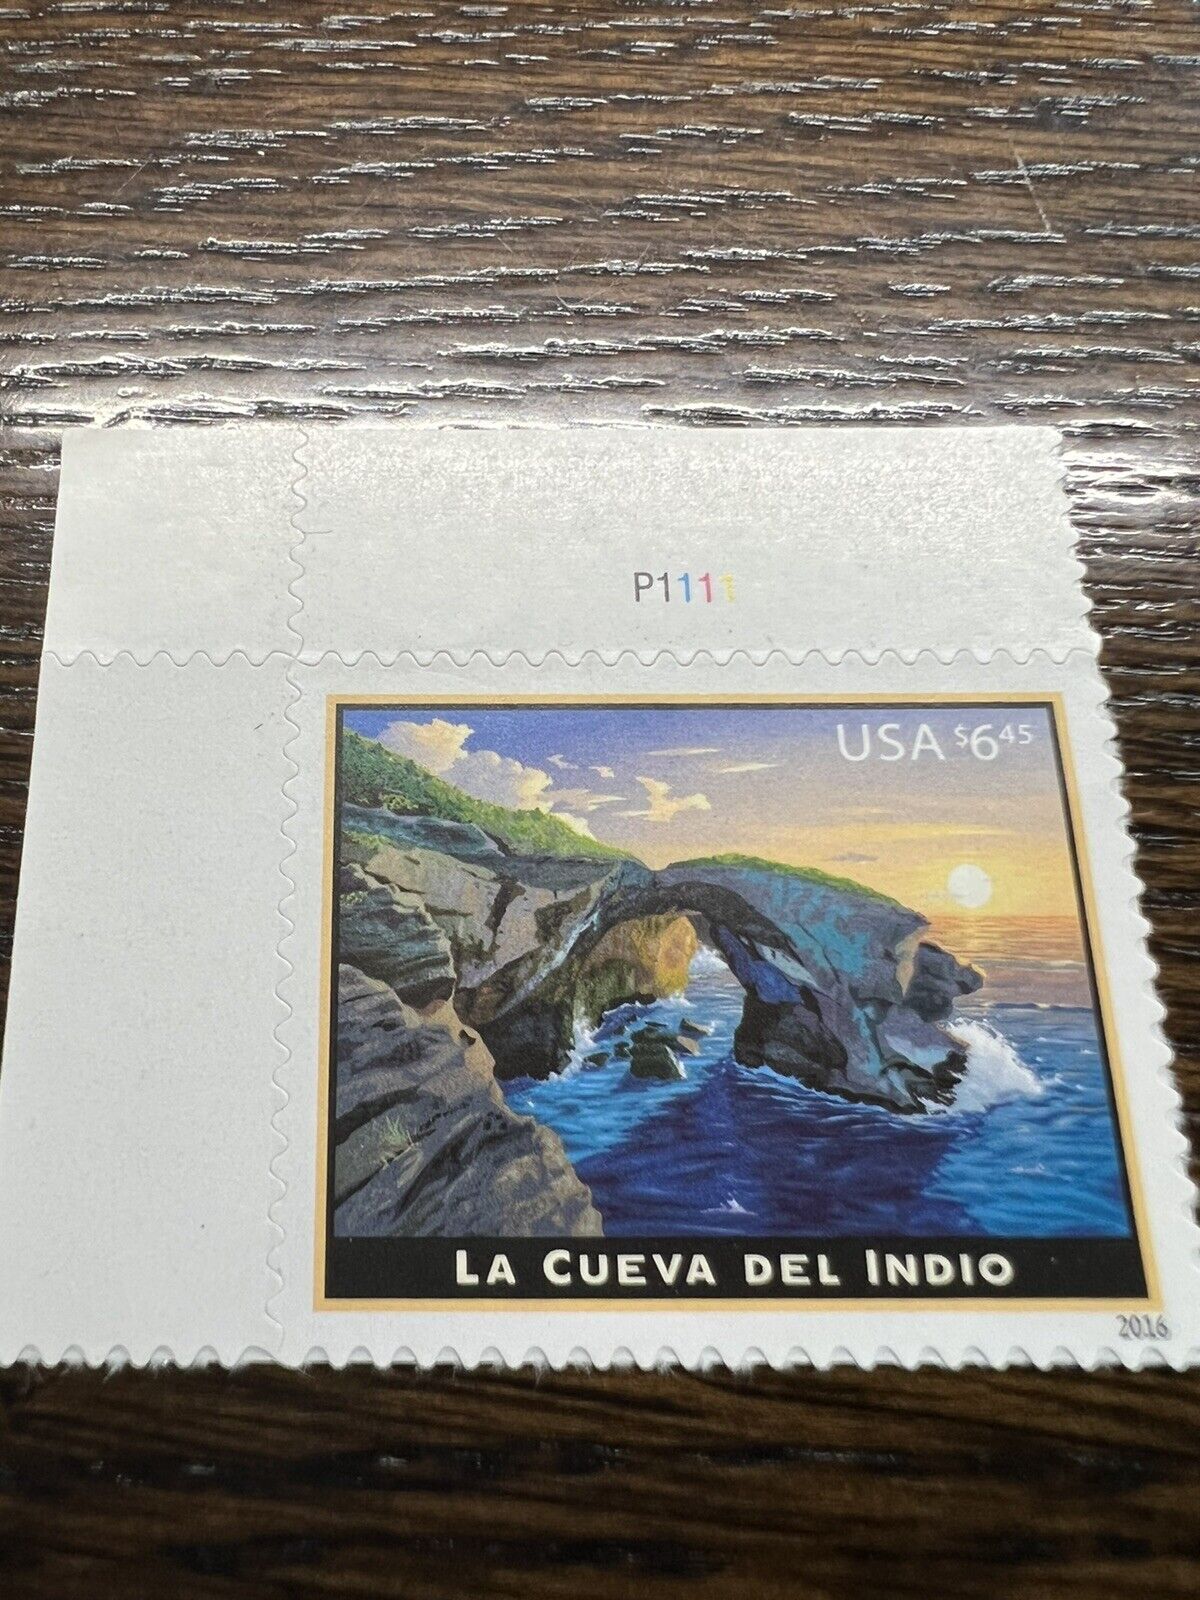 P1111
USA $6.45
LA CUEVA DEL INDIO
2016